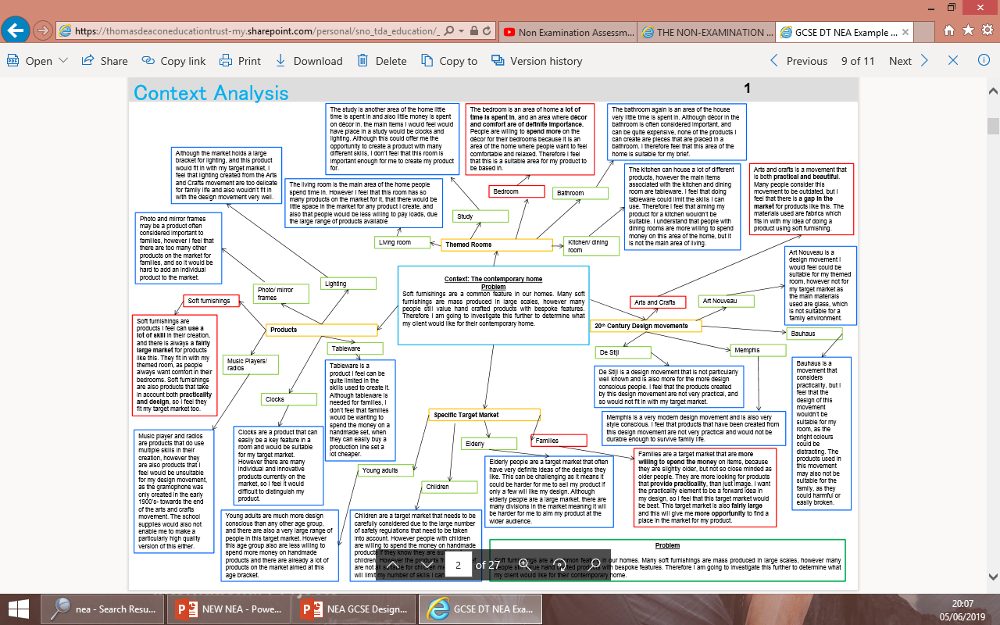 https://thomasdeaconeducationtrust-my.sharepoint.com/personal/sno_tda_education/_
Non Examination Assessm...
THE NON-EXAMINATION ...
GCSE DT NEA Example ...
Open
Share
Copy link
Print
Download
Delete
Copy to
Version history
Previous
9 of 11
Next
Context Analysis
1
The study is another area of the home little
time is spent in and also little money is spent
on décor in. the main items I would feel would
have place in a study would be clocks and
lighting. Although this could offer me the
opportunity to create a product with many
different skills, I don't feel that this room is
important enough for me to create my product
for.
The bedroom is an area of home a lot of
time is spent in, and an area where décor
and comfort are of definite importance.
People are willing to spend more on the
décor for their bedrooms because it is an
area of the home where people want to feel
comfortable and relaxed. Therefore I feel
that this is a suitable area for my product to
be based in.
The bathroom again is an area of the house
very little time is spent in. Although décor in the
bathroom is often considered important, and
can be quite expensive, none of the products I
can create are pieces that are placed in a
bathroom. I therefore feel that this area of the
home is suitable for my brief.
Although the market holds a large
bracket for lighting, and this product
would fit in with my target market, I
feel that lighting created from the Arts
and Crafts movement are too delicate
for family life and also wouldn't fit in
with the design movement very well.
The living room is the main area of the home people
spend time in. However I feel that this room has so
many products on the market for it, that there would be
little space in the market for any product I create, and
also that people would be less wiling to pay loads, due
the large range of products available
The kitchen can house a lot of different
products, however the main items
associated with the kitchen and dining
room are tableware. I feel that doing
tableware could limit the skills I can
use. Therefore I feel that aiming my
product for a kitchen wouldn't be
suitable. I understand that people with
dining rooms are more wiling to spend
money on this area of the home, but it
is not the main area of living.
Arts and crafts is a movement that
is both practical and beautiful.
Many people consider this
movement to be outdated, but I
feel that there is a gap in the
market for products like this. The
materials used are fabrics which
fits in with my idea of doing a
product using soft furnishing.
Photo and mirror frames
may be a product often
considered important to
families, however I feel that
there are too many other
products on the market for
families, and so it would be
hard to add an individual
product to the market.
Bedroom
Bathroom
Study
Living room
Themed Rooms
Kitchen/ dining
room
Art Nouveau is a
design movement I
would feel could be
suitable for my themed
room, however not for
my target market as
the main materials
used are glass, which
is not suitable for a
family environment.
Context: The contemporary home
Problem
Soft furnishings are a common feature in our homes. Many soft
furnishings are mass produced in large scales, however many
people still value hand crafted products with bespoke features.
Therefore I am going to investigate this further to determine what
my client would like for their contemporary home.
Lighting
Photo/ mirror
frames
Soft furnishings
Arts and Crafts
Art Nouveau
Products
20th Century Design movements
Bauhaus
Soft furnishings are
products I feel can use a
lot of skill in their creation,
and there is always a fairly
large market for products
like this. They fit in with my
themed room, as people
always want comfort in their
bedrooms. Soft furnishings
are also products that take
in account both practicality
and design, so I feel they
fit my target market too.
Music Players/
radios
Tableware
De Stijl
Memphis
Tableware is a
product I feel can be
quite limited in the
skills used to create it.
Although tableware is
needed for families, I
don't feel that families
would be wanting to
spend the money on a
handmade set, when
they can easily buy a
production line set a
lot cheaper.
De Stijl is a design movement that is not particularly
well known and is also more for the more design
conscious people. I feel that the products created
by this design movement are not very practical, and
so would not fit in with my target market.
Bauhaus is a
movement that
considers
practicality, but I
feel that the
design of this
movement
wouldn't be
suitable for my
room, as the
bright colours
could be
distracting. The
products used in
this movement
may also not be
suitable for the
family, as they
could harmful or
easily broken.
Clocks
Specific Target Market
Memphis is a very modern design movement and is also very
style conscious. I feel that products that have been created from
this design movement are not very practical and would not be
durable enough to survive family life.
Music player and radios
are products that do use
multiple skills in their
creation, however they
are also products that I
feel would be unsuitable
for my design movement,
as the gramophone was
only created in the early
1900's- towards the end
of the arts and crafts
movement. The school
supplies would also not
enable me to make a
particularly high quality
version of this either.
Clocks are a product that can
easily be a key feature in a
room and would be suitable
for my target market.
However there are many
individual and innovative
products currently on the
market, so I feel it would
difficult to distinguish my
product.
Elderly
Families
Young adults
Children
Elderly people are a target market that often
have very definite ideas of the designs they
like. This can be challenging as it means it
could be harder for me to sell my product if
only a few will like my design. Although
elderly people are a large market, there are
many divisions in the market meaning it will
be harder for me to aim my product at the
wider audience.
Families are a target market that are more
willing to spend the money on items, because
they are slightly older, but not so close minded as
older people. They are more looking for products
that provide practicality, than just image. I want
the practicality element to be a forward idea in
my design, so I feel that this target market would
be best. This target market is also fairly large
and this will give me more opportunity to find a
place in the market for my product.
Young adults are much more design
conscious than any other age group,
and there are also a very large range of
people in this target market. However
this age group also are less willing to
spend more money on handmade
products and there are already a lot of
products on the market aimed at this
age bracket.
Children are a target market that needs to be
carefully considered due to the large number
of safety regulations that need to be taken
into account. However people with children
are willing to spend the money on handmade
products if they know they are
children. However the products
are not all suitable for children
will limit my number of skills I can
Problem
Soft furnishings are a common feature in our homes. Many soft furnishings are mass produced in large scales, however many
people still value hand crafted products with bespoke features. Therefore I am going to investigate this further to determine what
my client would like for their contemporary home.
2 of 27
nea - Search Resu...
NEW NEA - Powe...
NEA GCSE Design...
GCSE DT NEA Exa...
20:07
05/06/2019